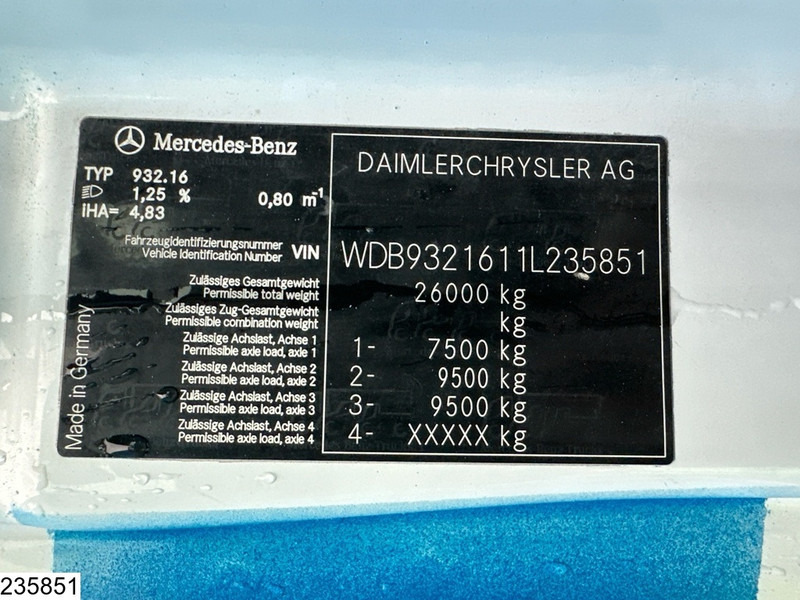 Mercedes-Benz
TYP 932.16
1,25 % 0,80 m-1
iHA= 4,83
DAIMLERCHRYSLER AG
Fahrzeugidentifizierungsnummer
Vehicle Identification Number VIN WDB9321611L235851
Zulässiges Gesamtgewicht
Permissible total weight 26000 kg
Zulässiges Zug-Gesamtgewicht
Permissible combination weight kg
Zulässige Achslast, Achse 1
Permissible axle load, axle 1 1- 7500 kg
Zulässige Achslast, Achse 2
Permissible axle load, axle 2 2- 9500 kg
Zulässige Achslast, Achse 3
Permissible axle load, axle 3 3- 9500 kg
Zulässige Achslast, Achse 4
Permissible axle load, axle 4 4- XXXXX kg
Made in Germany
235851